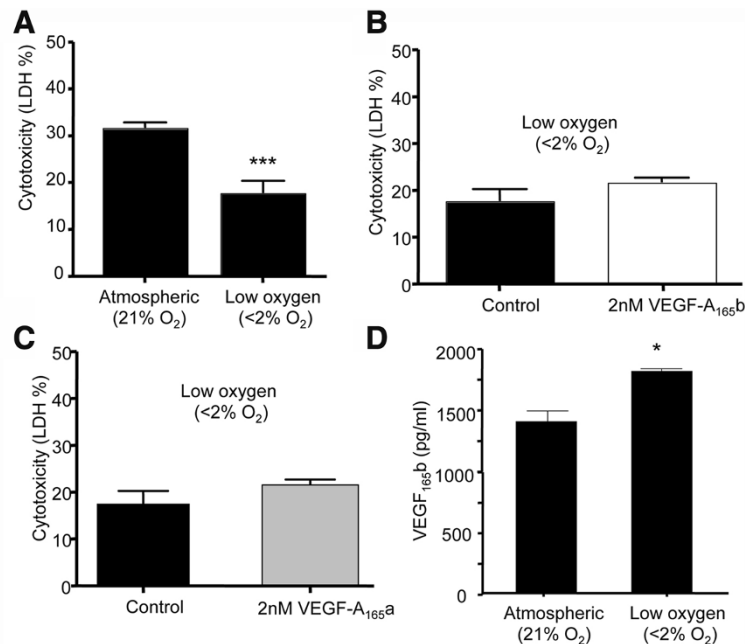 A
Cytotoxicity (LDH %)
50
40
30
20
10
0
***
Atmospheric
(21% O₂)
Low oxygen
(<2% O₂)
B
Cytotoxicity (LDH %)
50
40
30
20
10
0
Low oxygen
(<2% O₂)
Control
2nM VEGF-A₁₆₅b
C
Cytotoxicity (LDH %)
50
40
30
20
10
0
Low oxygen
(<2% O₂)
Control
2nM VEGF-A₁₆₅a
D
VEGF₁₆₅b (pg/ml)
2000
1500
1000
500
0
*
Atmospheric
(21% O₂)
Low oxygen
(<2% O₂)